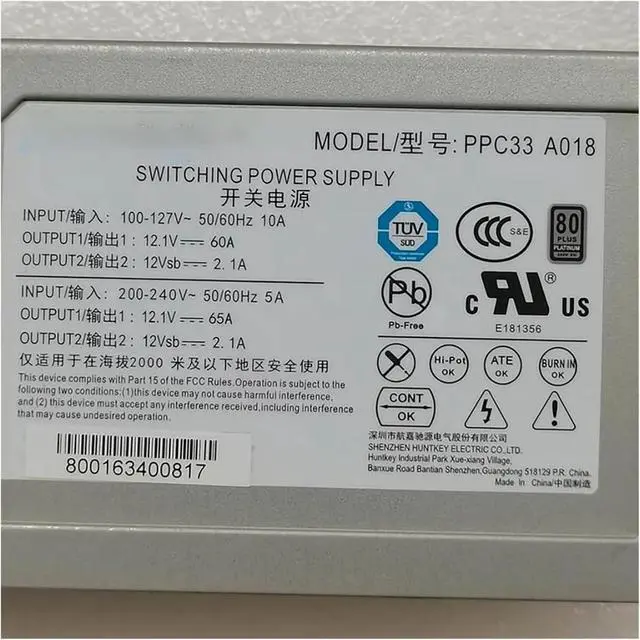 MODEL/型号: PPC33 A018
SWITCHING POWER SUPPLY
开关电源
INPUT/输入: 100-127V~ 50/60Hz 10A
OUTPUT1/输出1: 12.1V⎓ 60A
OUTPUT2/输出2: 12Vsb⎓ 2.1A
INPUT/输入: 200-240V~ 50/60Hz 5A
OUTPUT1/输出1: 12.1V⎓ 65A
OUTPUT2/输出2: 12Vsb⎓ 2.1A
仅适用于在海拔2000 米及以下地区安全使用
This device complies with Part 15 of the FCC Rules.Operation is subject to the
following two conditions:(1)this device may not cause harmful interference,
and (2) this device must accept any interference received,including interference
that may cause undesired operation.
800163400817
TÜV
SÜD
CCC
S&E
80
PLUS
PLATINUM
Pb
Pb-Free
c RU® US
E181356
Hi-Pot
OK
ATE
OK
BURN IN
OK
CONT
OK
深圳市航嘉驰源电气股份有限公司
SHENZHEN HUNTKEY ELECTRIC CO.,LTD.
Huntkey Industrial Park Xue-xiang Village,
Banxue Road Bantian Shenzhen,Guangdong 518129 P.R. China
Made In China/中国制造